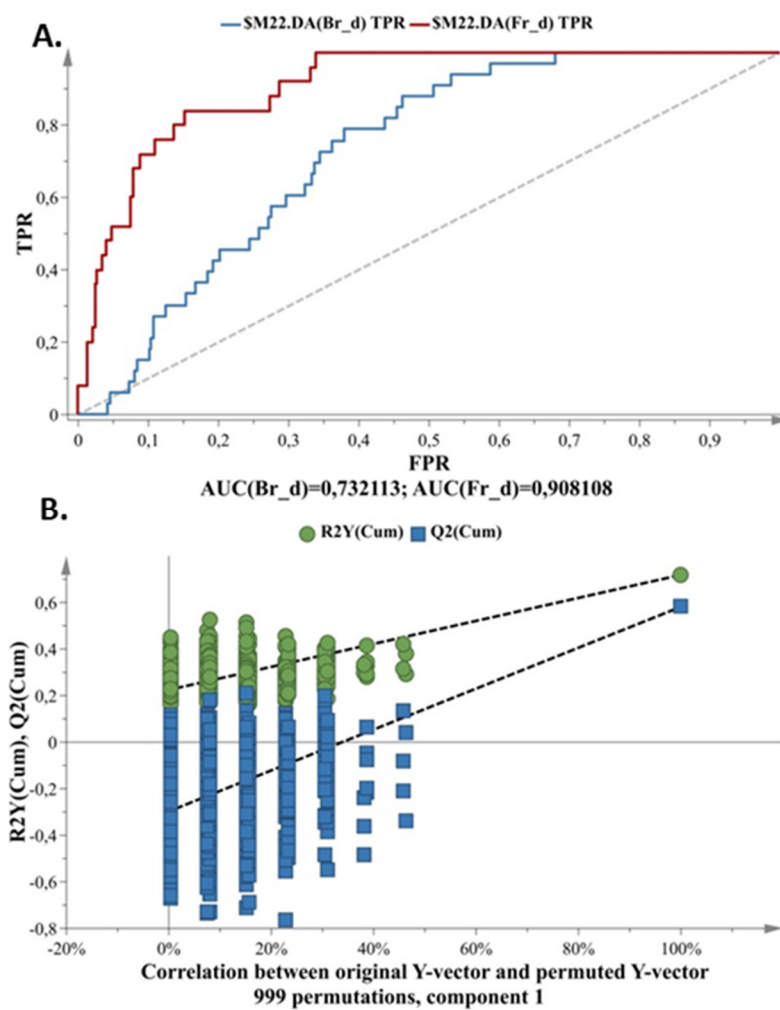 A.
$M22.DA(Br_d) TPR $M22.DA(Fr_d) TPR
0,8
0,6
0,4
0,2
0
TPR
0 0,1 0,2 0,3 0,4 0,5 0,6 0,7 0,8 0,9
FPR
AUC(Br_d)=0,732113; AUC(Fr_d)=0,908108
B.
R2Y(Cum) Q2(Cum)
0,6
0,4
0,2
0
-0,2
-0,4
-0,6
-0,8
R2Y(Cum), Q2(Cum)
-20% 0% 20% 40% 60% 80% 100%
Correlation between original Y-vector and permuted Y-vector
999 permutations, component 1